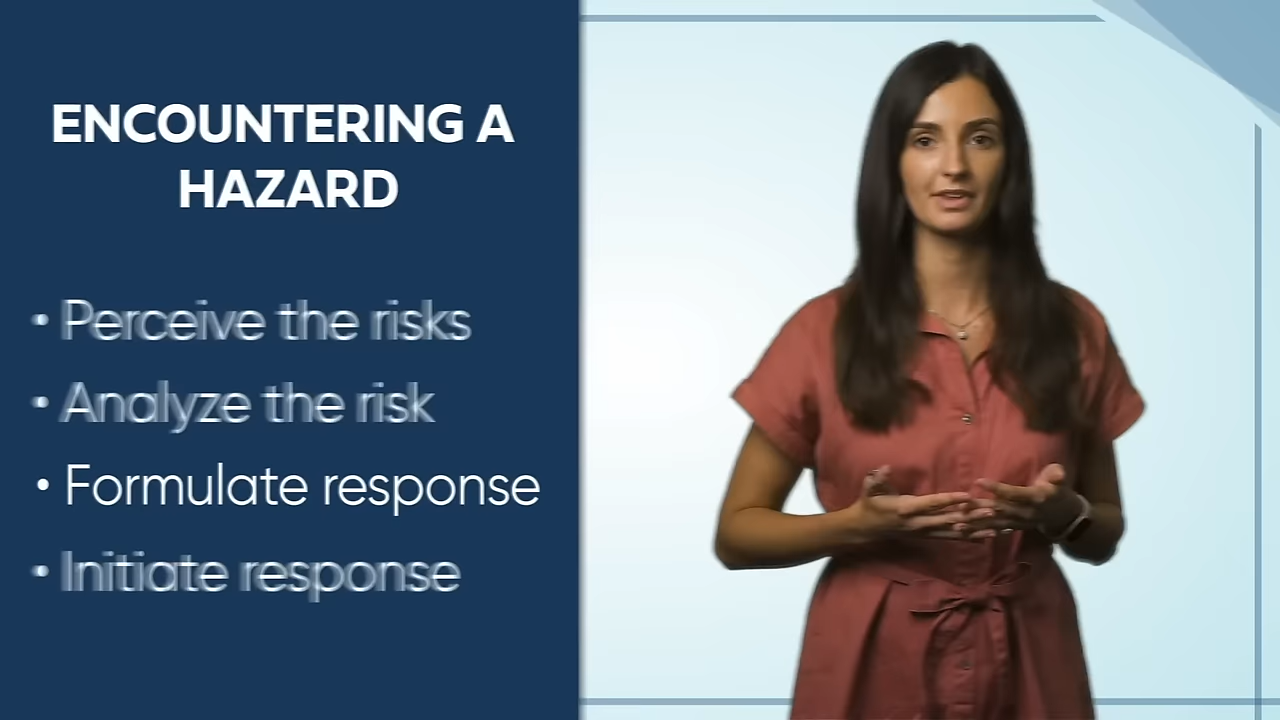 ENCOUNTERING A
HAZARD
• Perceive the risks
• Analyze the risk
• Formulate response
• Initiate response